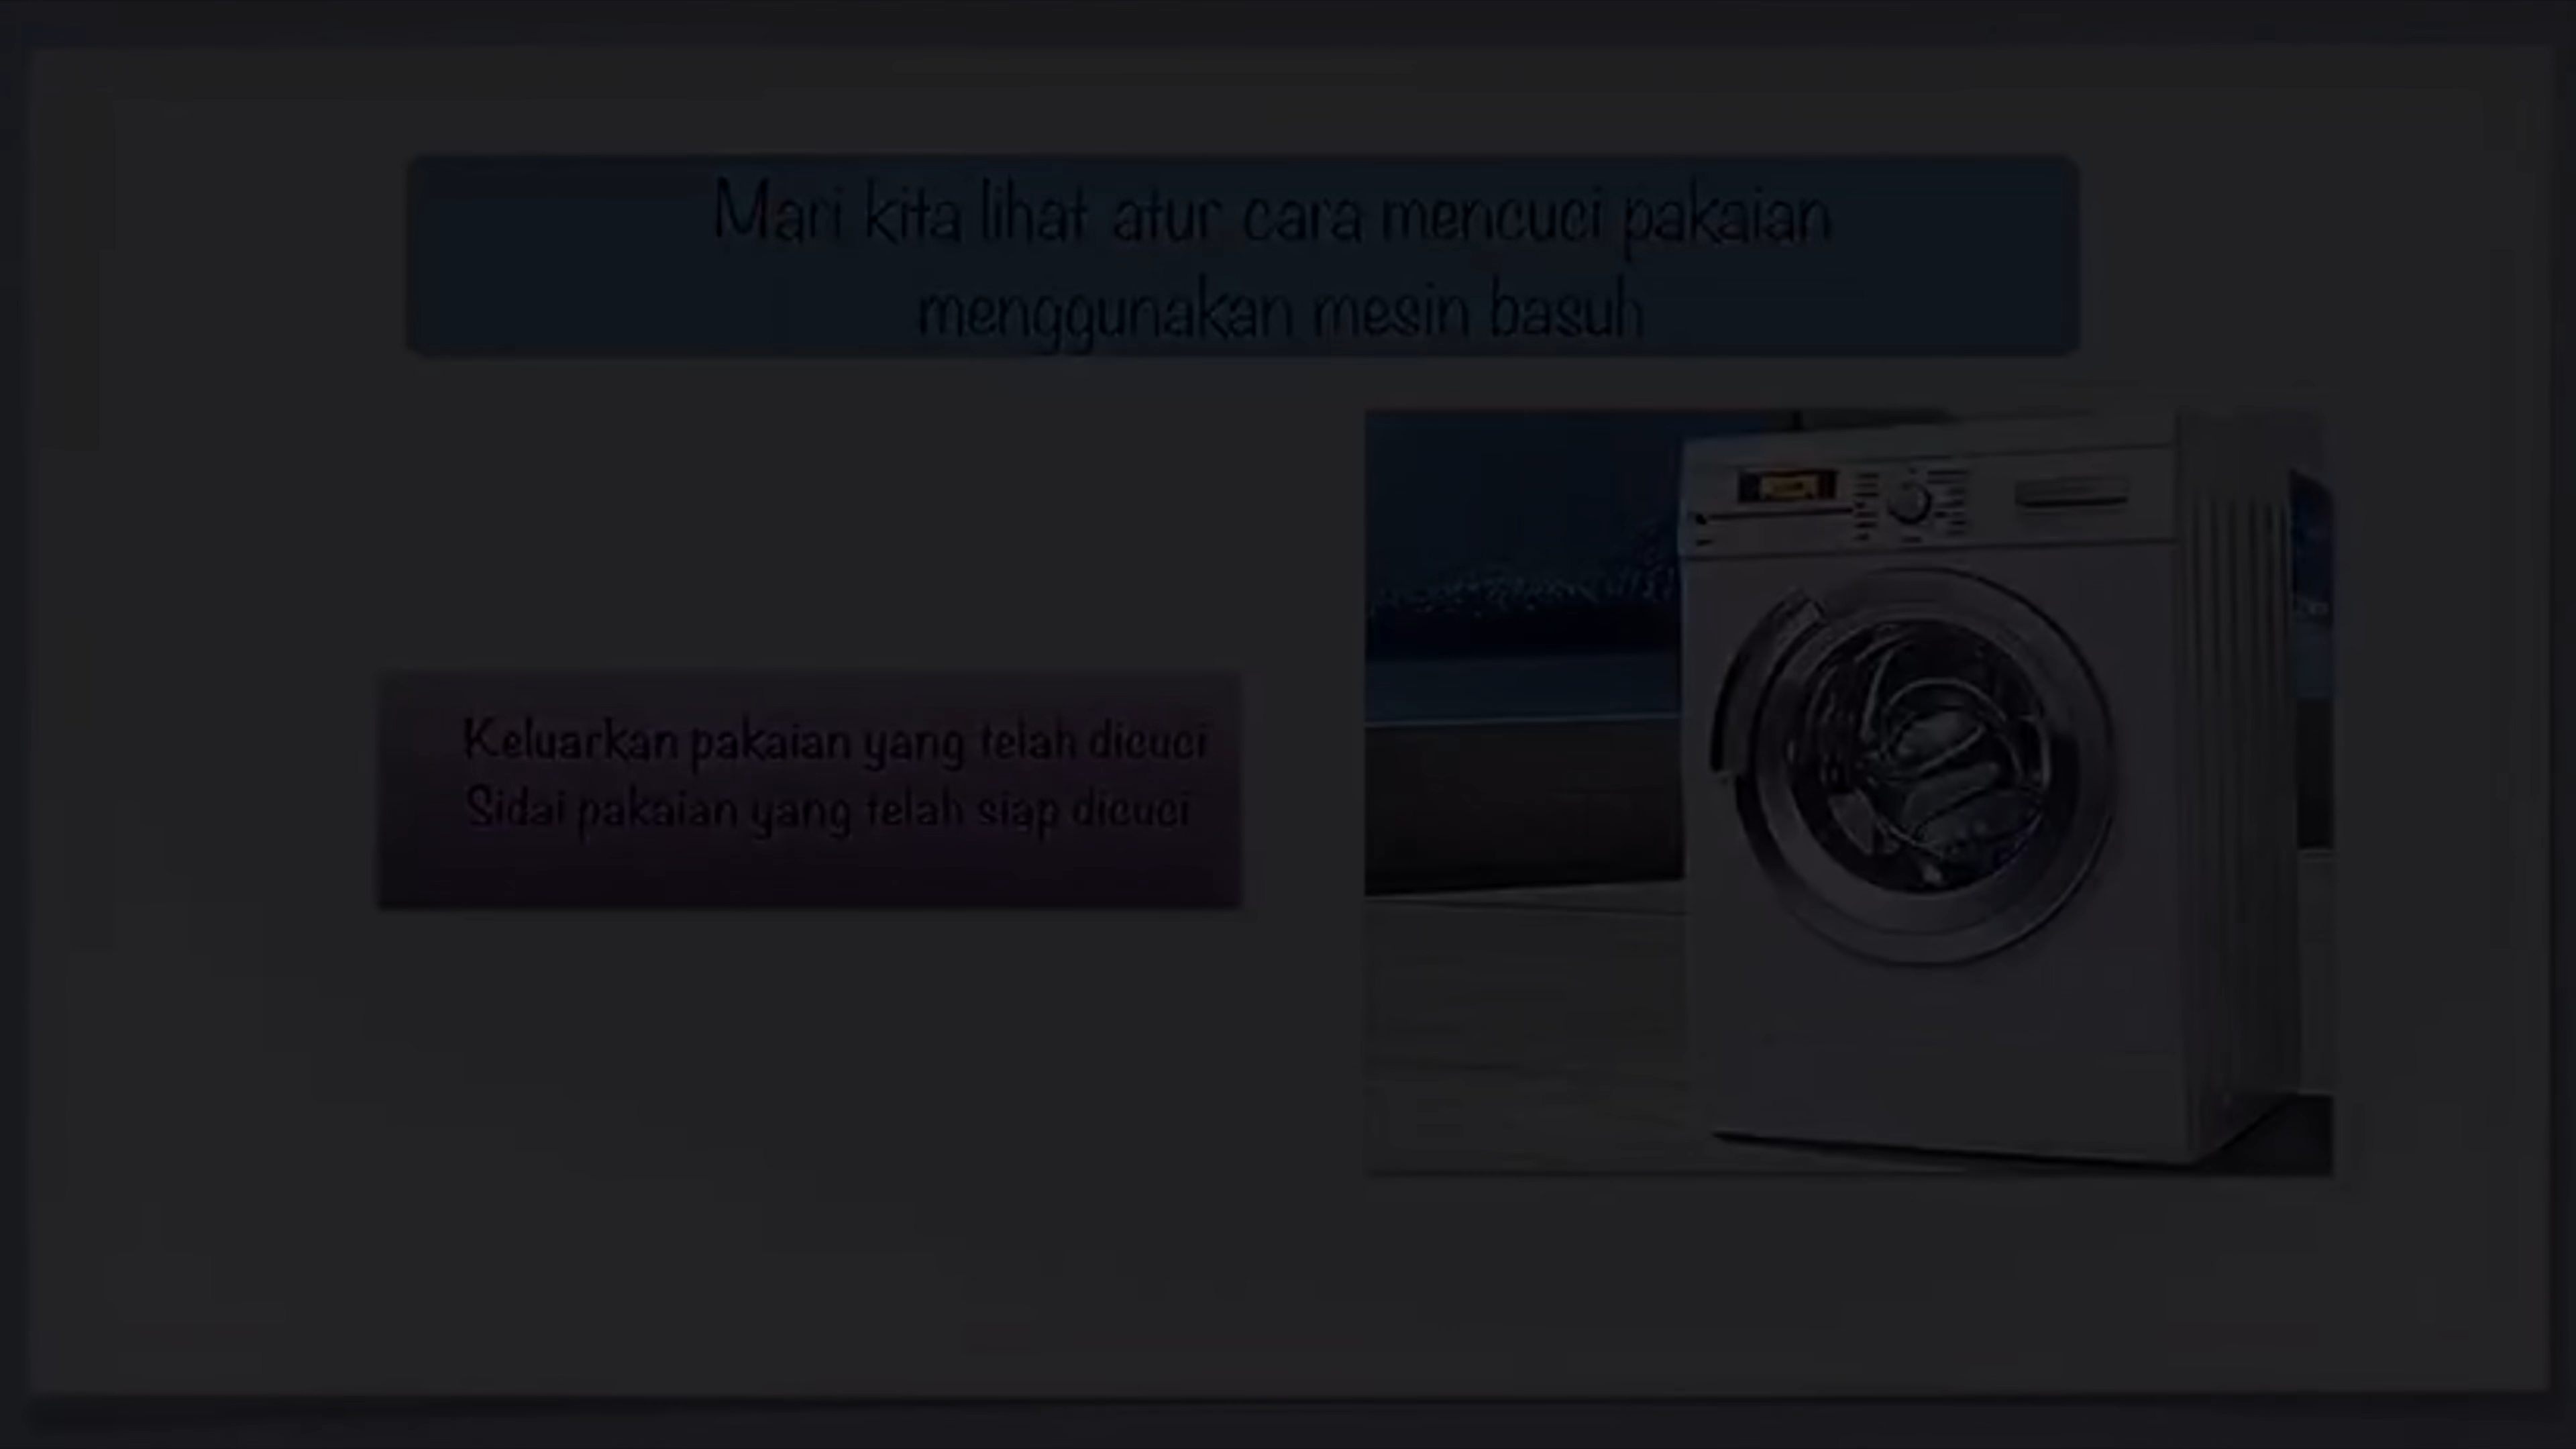 Mari kita lihat atur cara mencuci pakaian
menggunakan mesin basuh
Keluarkan pakaian yang telah dicuci
Sidai pakaian yang telah siap dicuci